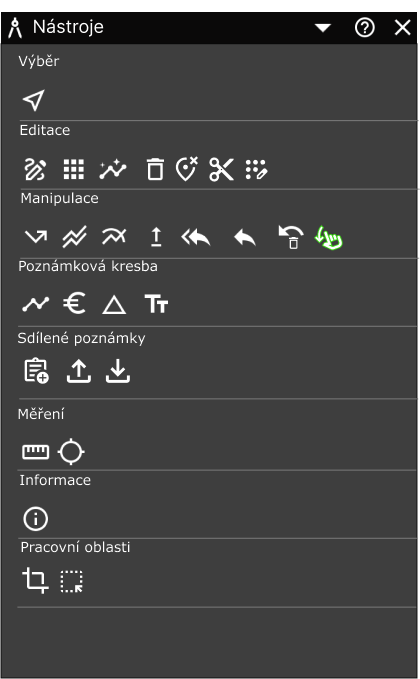 Nástroje
Výběr
Editace
Manipulace
Poznámková kresba
Sdílené poznámky
Měření
Informace
Pracovní oblasti